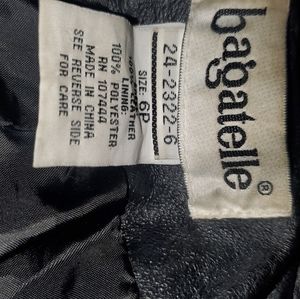 bagatelle®
24-2322-6
SIZE: 6P
LEATHER
LINING:
100% POLYESTER
RN 107444
MADE IN CHINA
SEE REVERSE SIDE
FOR CARE